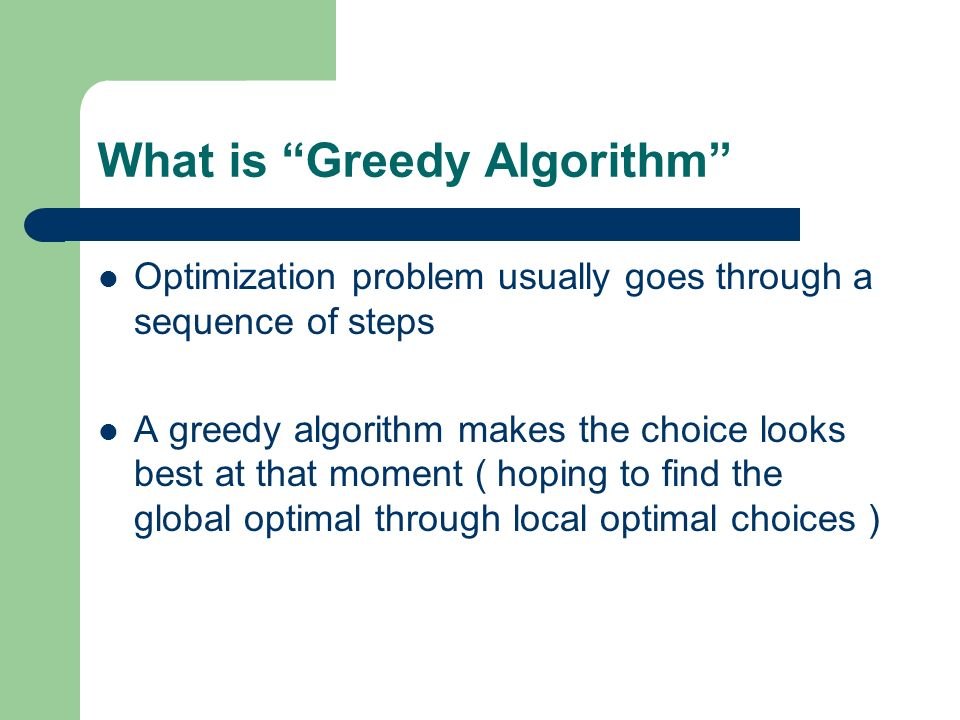 What is “Greedy Algorithm”
Optimization problem usually goes through a
sequence of steps
A greedy algorithm makes the choice looks
best at that moment ( hoping to find the
global optimal through local optimal choices )